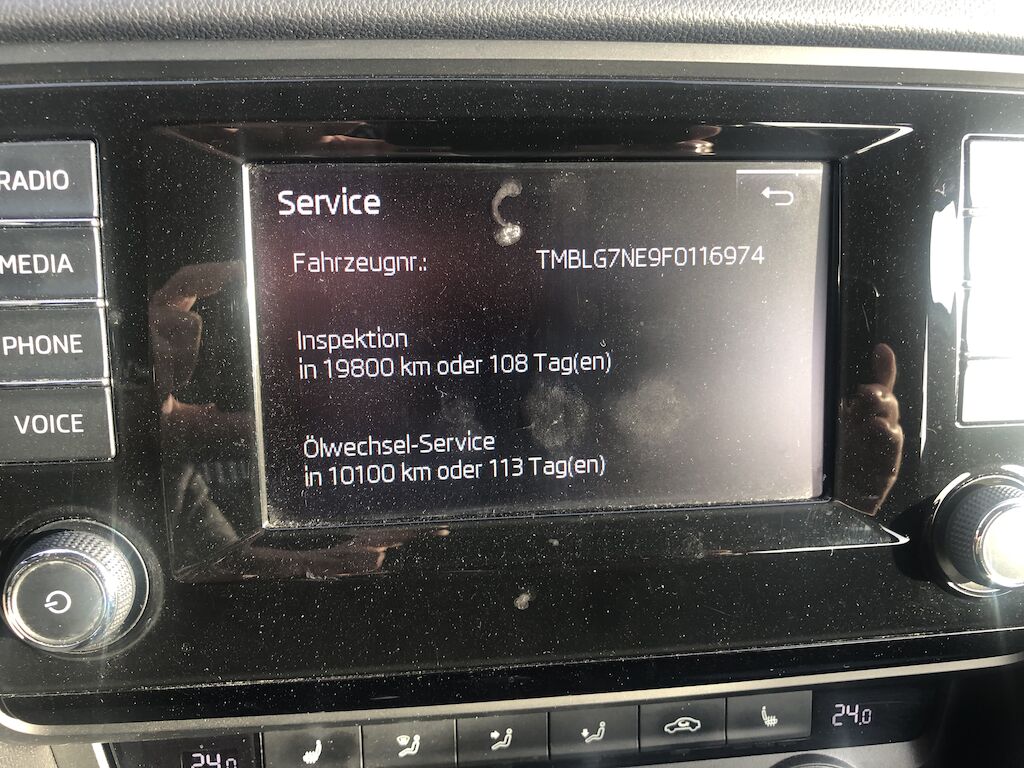 Service
Fahrzeugnr.: TMBLG7NE9F0116974
Inspektion
in 19800 km oder 108 Tag(en)
Ölwechsel-Service
in 10100 km oder 113 Tag(en)
RADIO
MEDIA
PHONE
VOICE
24.0
24.0